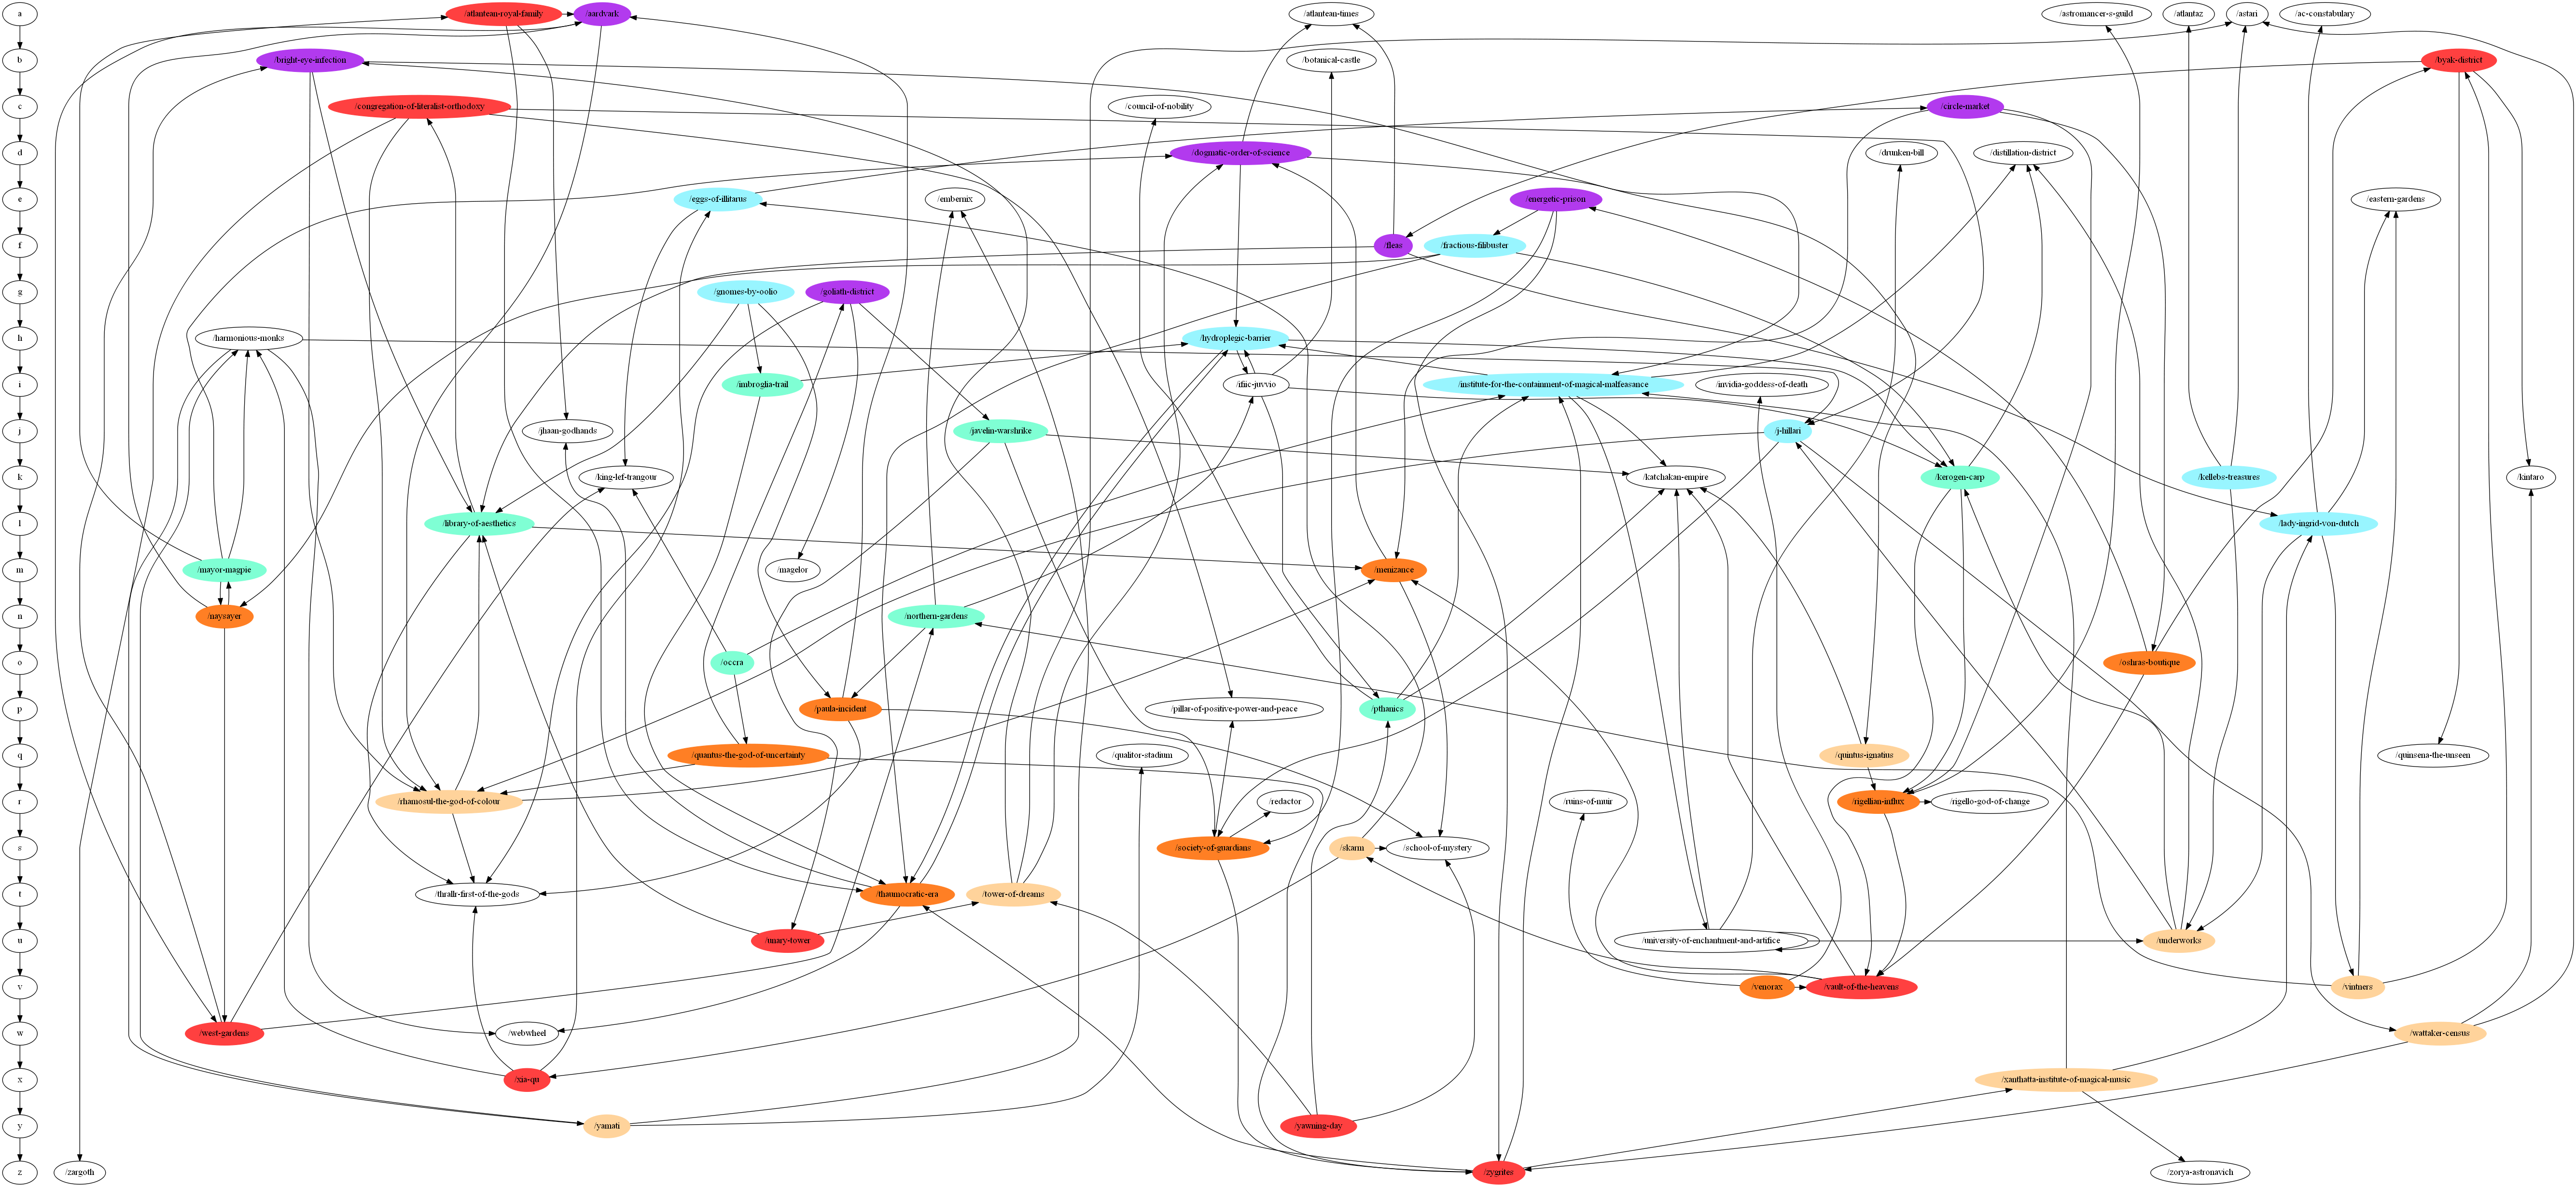 a
/atlantean-royal-family
/aardvark
/atlantean-times
/astromancer-s-guild
/atlantaz
/astari
/ac-constabulary
b
/bright-eye-infection
/botanical-castle
/byak-district
c
/congregation-of-literalist-orthodoxy
/council-of-nobility
/circle-market
d
/dogmatic-order-of-science
/drunken-bill
/distillation-district
e
/eggs-of-illitarus
/embernix
/energetic-prison
/eastern-gardens
f
/fleas
/fractious-filibuster
g
/gnomes-by-oolio
/goliath-district
h
/harmonious-monks
/hydroplegic-barrier
i
/imbroglia-trail
/ifiic-juvvio
/institute-for-the-containment-of-magical-malfeasance
/invidia-goddess-of-death
j
/jhaan-godhands
/javelin-warshrike
/j-hillari
k
/king-lef-trangour
/katchakan-empire
/kerogen-carp
/kellebs-treasures
/kintaro
l
/library-of-aesthetics
/lady-ingrid-von-dutch
m
/mayor-magpie
/magelor
/menizance
n
/naysayer
/northern-gardens
o
/occra
/oshras-boutique
p
/paula-incident
/pillar-of-positive-power-and-peace
/pthanics
q
/quantus-the-god-of-uncertainty
/qualitor-stadium
/quintus-ignatius
/quinsena-the-unseen
r
/rhamosul-the-god-of-colour
/redactor
/ruins-of-muir
/rigellian-influx
/rigello-god-of-change
s
/society-of-guardians
/skarm
/school-of-mystery
t
/thrallr-first-of-the-gods
/thaumocratic-era
/tower-of-dreams
u
/unary-tower
/university-of-enchantment-and-artifice
/underworks
v
/venorax
/vault-of-the-heavens
/vintners
w
/west-gardens
/webwheel
/wattaker-census
x
/xia-qu
/xanthatta-institute-of-magical-music
y
/yamati
/yawning-day
z
/zargoth
/zygrites
/zorya-astronavich